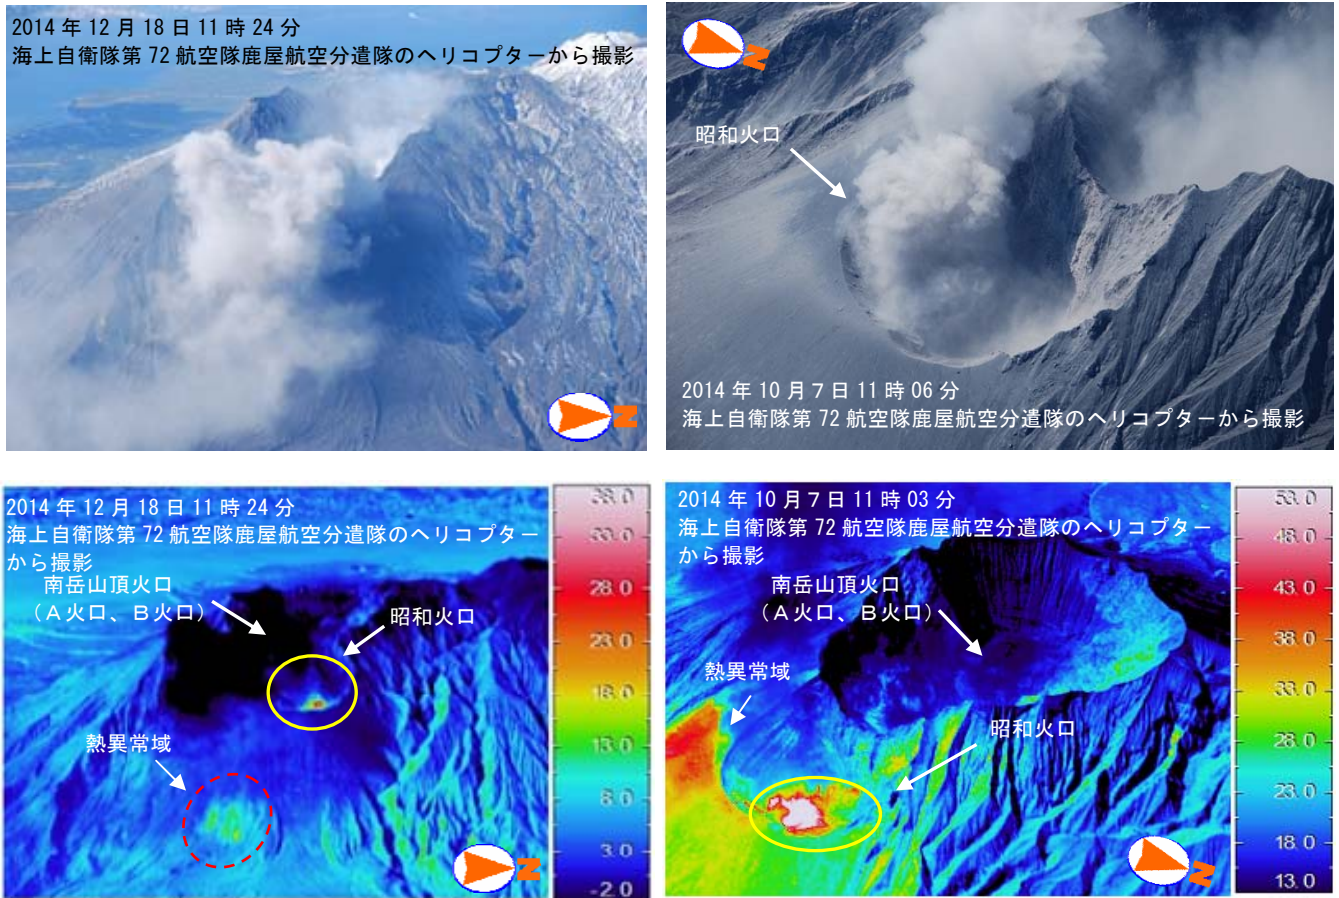 2014 年 12 月 18 日 11 時 24 分
海上自衛隊第 72 航空隊鹿屋航空分遣隊のヘリコプターから撮影
N
N
昭和火口
2014 年 10 月７日 11 時 06 分
海上自衛隊第 72 航空隊鹿屋航空分遣隊のヘリコプターから撮影
2014 年 12 月 18 日 11 時 24 分
海上自衛隊第 72 航空隊鹿屋航空分遣隊のヘリコプター
から撮影
南岳山頂火口
（Ａ火口、Ｂ火口）
昭和火口
熱異常域
N
38.0
33.0
28.0
23.0
18.0
13.0
8.0
3.0
-2.0
2014 年 10 月７日 11 時 03 分
海上自衛隊第 72 航空隊鹿屋航空分遣隊のヘリコプター
から撮影
南岳山頂火口
（Ａ火口、Ｂ火口）
熱異常域
昭和火口
N
53.0
48.0
43.0
38.0
33.0
28.0
23.0
18.0
13.0